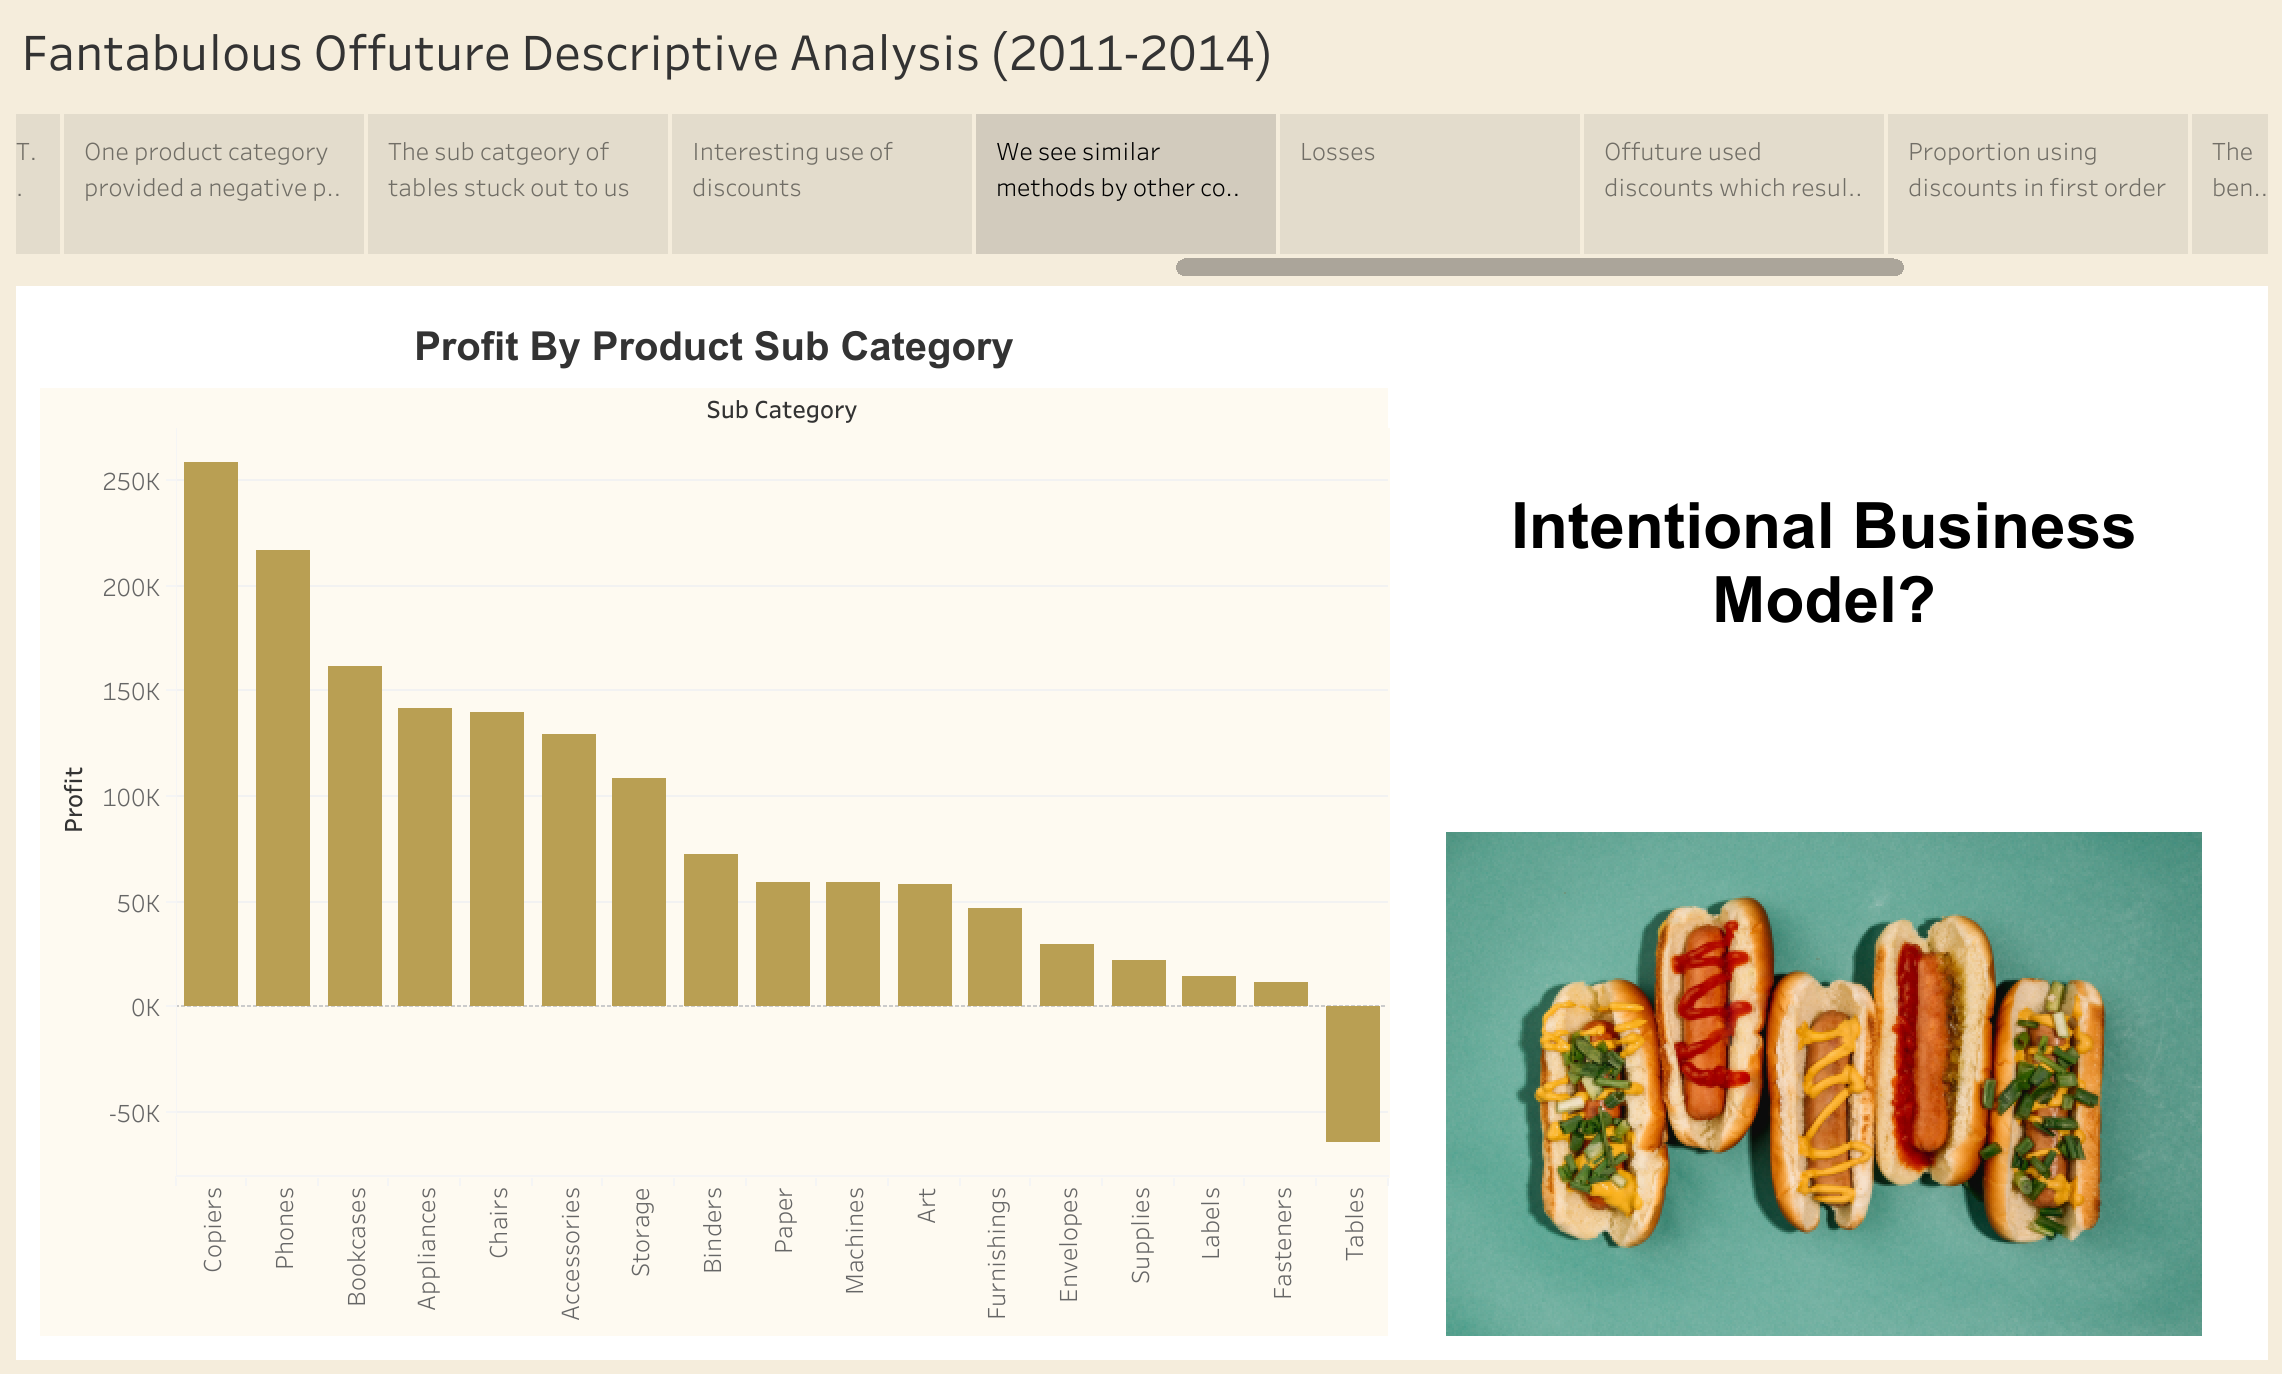 Fantabulous Offuture Descriptive Analysis (2011-2014)
T.
.
One product category
provided a negative p..
The sub catgeory of
tables stuck out to us
Interesting use of
discounts
We see similar
methods by other co..
Losses
Offuture used
discounts which resul..
Proportion using
discounts in first order
The
ben..
Profit By Product Sub Category
Sub Category
Profit
250K
200K
150K
100K
50K
0K
-50K
Copiers
Phones
Bookcases
Appliances
Chairs
Accessories
Storage
Binders
Paper
Machines
Art
Furnishings
Envelopes
Supplies
Labels
Fasteners
Tables
Intentional Business
Model?